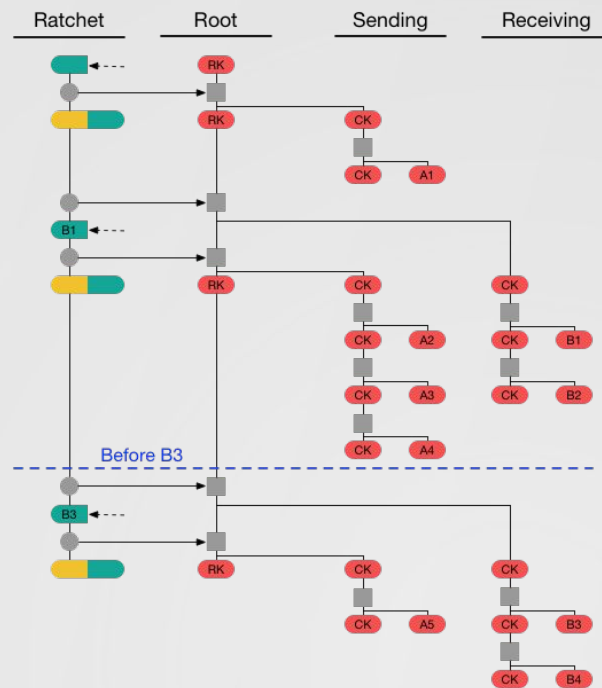 Ratchet Root Sending Receiving
RK
RK CK
CK A1
B1
RK CK CK
CK A2 CK B1
CK A3 CK B2
CK A4
Before B3
B3
RK CK CK
CK A5 CK B3
CK B4